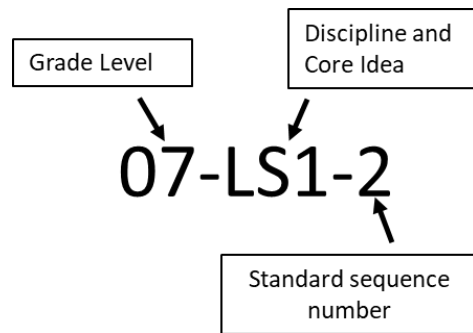 Discipline and
Core Idea
Grade Level
07-LS1-2
Standard sequence
number